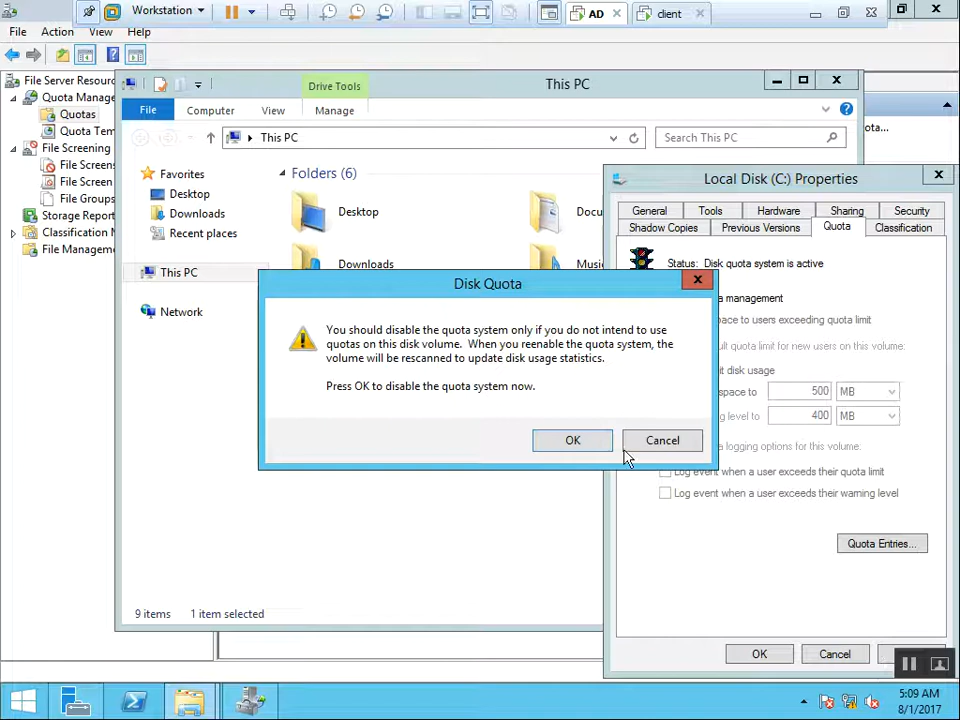 Workstation
AD
client
File
Action
View
Help
File Server Resourc
Quota Manage
Quotas
Quota Tem
File Screening
File Screens
File Screen
File Groups
Storage Report
Classification
File Managem
Drive Tools
This PC
File
Computer
View
Manage
This PC
Search This PC
ota...
Favorites
Desktop
Downloads
Recent places
This PC
Network
Folders (6)
Desktop
Docu
Downloads
Music
9 items
1 item selected
Local Disk (C:) Properties
General
Tools
Hardware
Sharing
Security
Shadow Copies
Previous Versions
Quota
Classification
Status: Disk quota system is active
a management
pace to users exceeding quota limit
ult quota limit for new users on this volume:
it disk usage
space to
500
MB
g level to
400
MB
a logging options for this volume:
Log event when a user exceeds their quota limit
Log event when a user exceeds their warning level
Quota Entries...
OK
Cancel
Disk Quota
You should disable the quota system only if you do not intend to use
quotas on this disk volume. When you reenable the quota system, the
volume will be rescanned to update disk usage statistics.
Press OK to disable the quota system now.
OK
Cancel
5:09 AM
8/1/2017